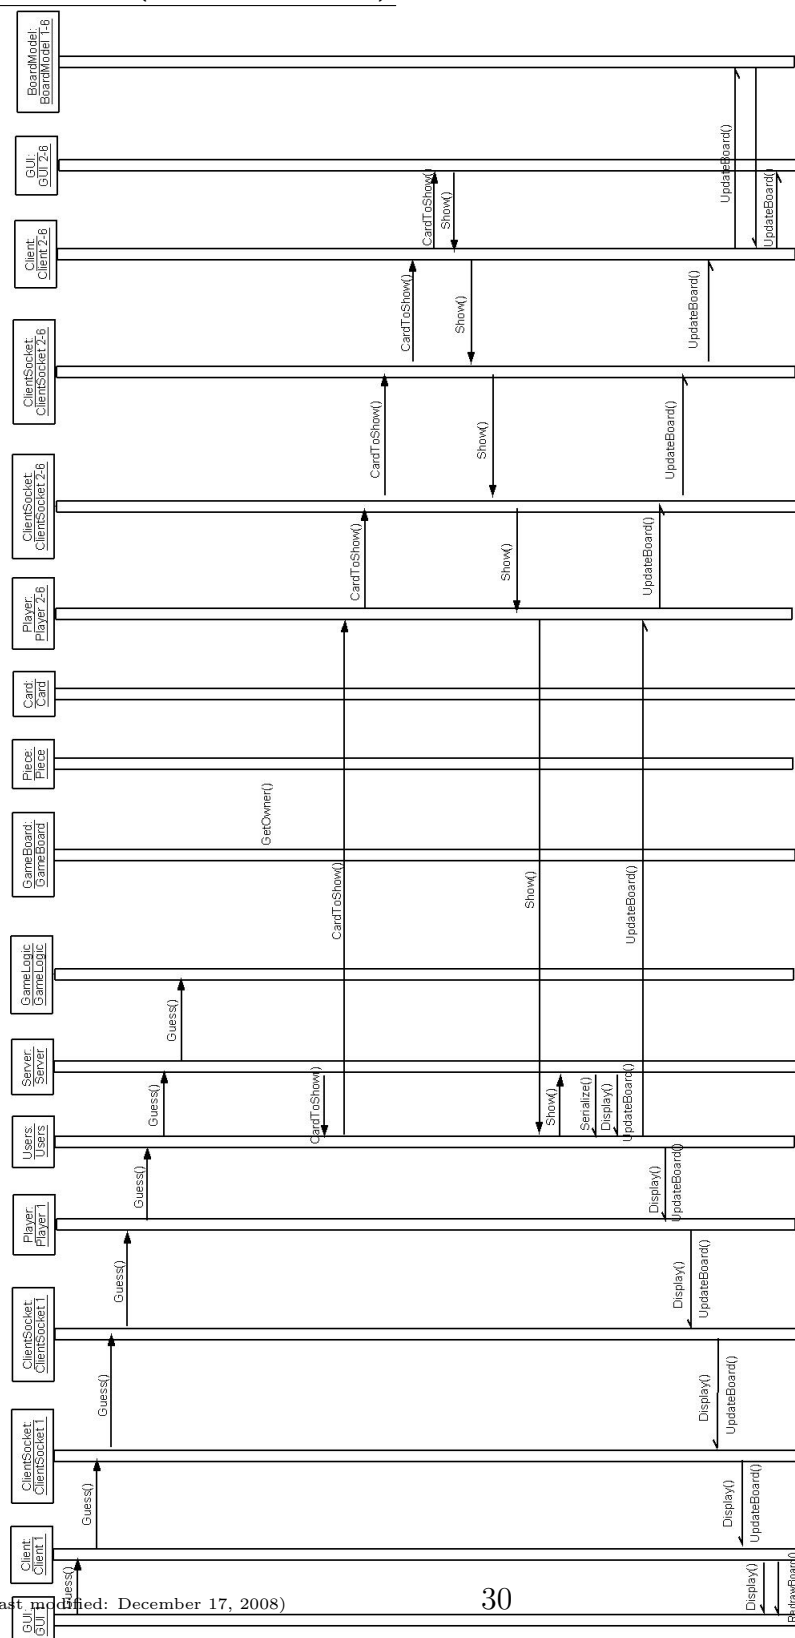 BoardModel:
BoardModel 1-6
GUI:
GUI 2-6
Client:
Client 2-6
ClientSocket:
ClientSocket 2-6
ClientSocket:
ClientSocket 2-6
Player:
Player 2-6
Card:
Card
Piece:
Piece
GameBoard:
GameBoard
GameLogic
GameLogic
Server:
Server
Users:
Users
Player:
Player 1
ClientSocket:
ClientSocket 1
ClientSocket:
ClientSocket 1
Client:
Client 1
GUI:
GUI 1
Guess()
Guess()
Guess()
Guess()
Guess()
Guess()
Guess()
GetOwner()
CardToShow()
CardToShow()
CardToShow()
CardToShow()
CardToShow()
CardToShow()
Show()
Show()
Show()
Show()
Show()
Show()
Serialize()
Display()
UpdateBoard()
UpdateBoard()
UpdateBoard()
UpdateBoard()
UpdateBoard()
UpdateBoard()
UpdateBoard()
Display()
UpdateBoard()
Display()
UpdateBoard()
Display()
UpdateBoard()
Display()
UpdateBoard()
Display()
RedrawBoard()
ast modified: December 17, 2008)
30